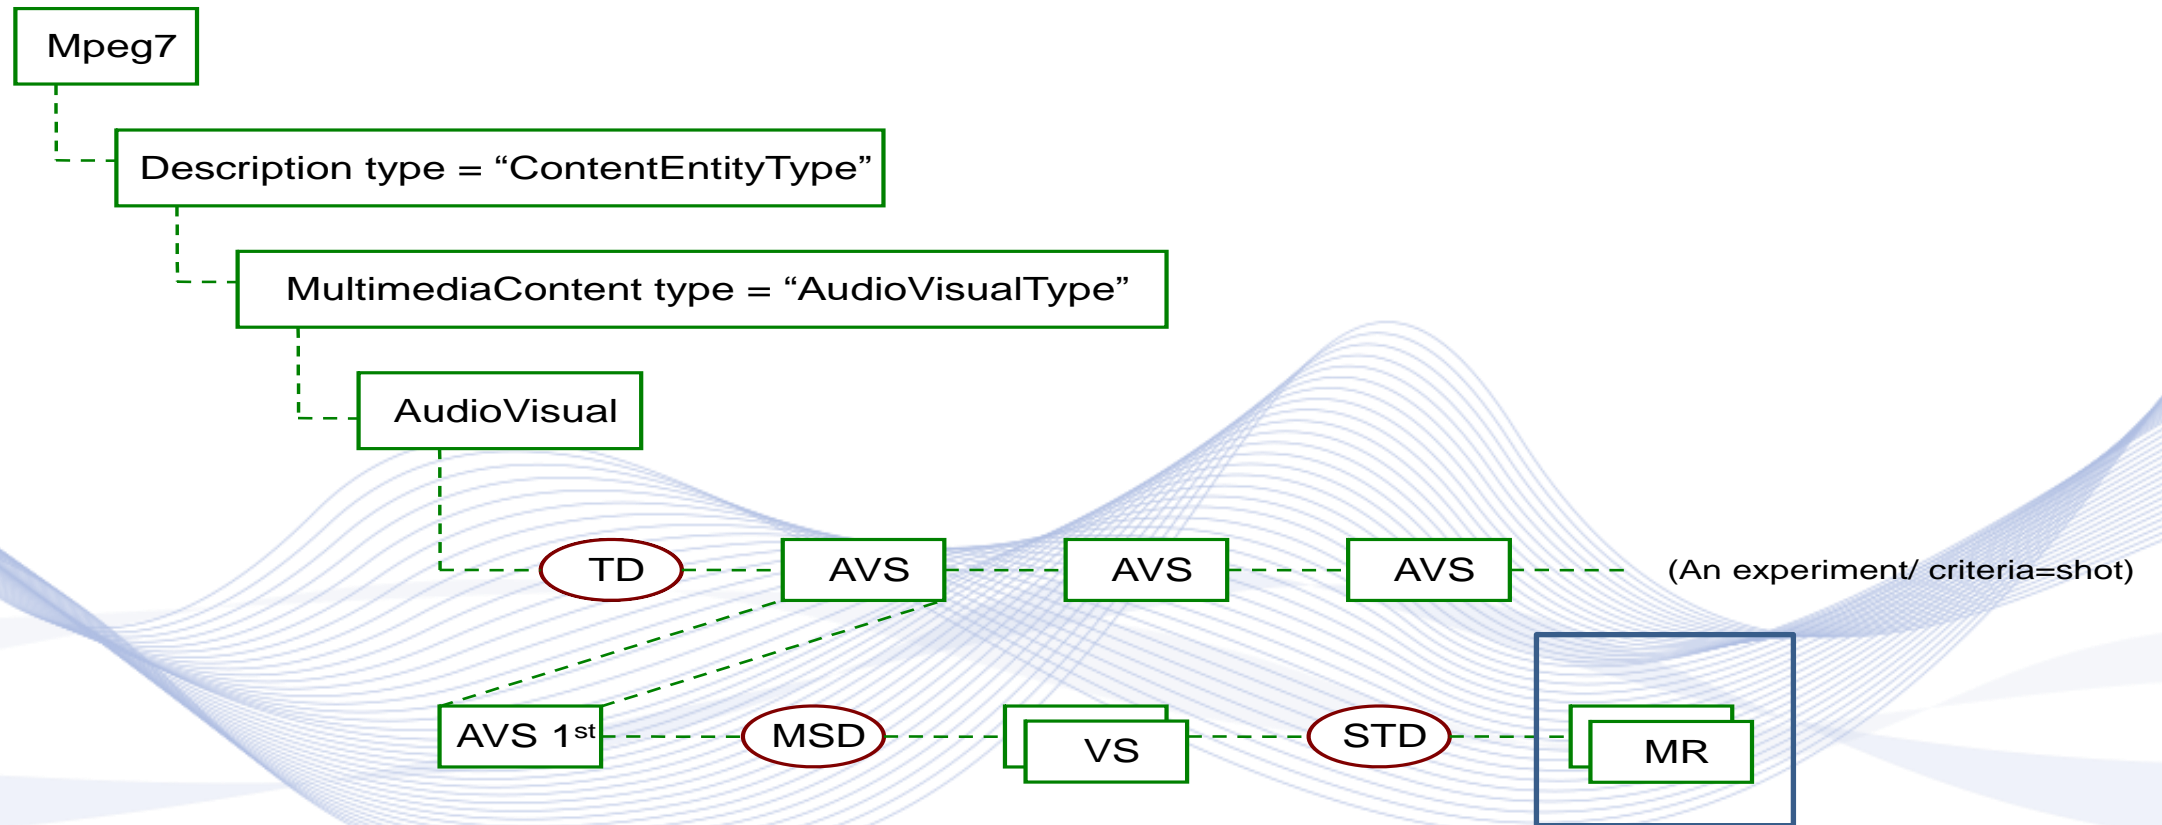 Mpeg7
Description type = “ContentEntityType”
MultimediaContent type = “AudioVisualType”
AudioVisual
TD AVS AVS AVS (An experiment/ criteria=shot)
AVS 1st MSD VS STD MR